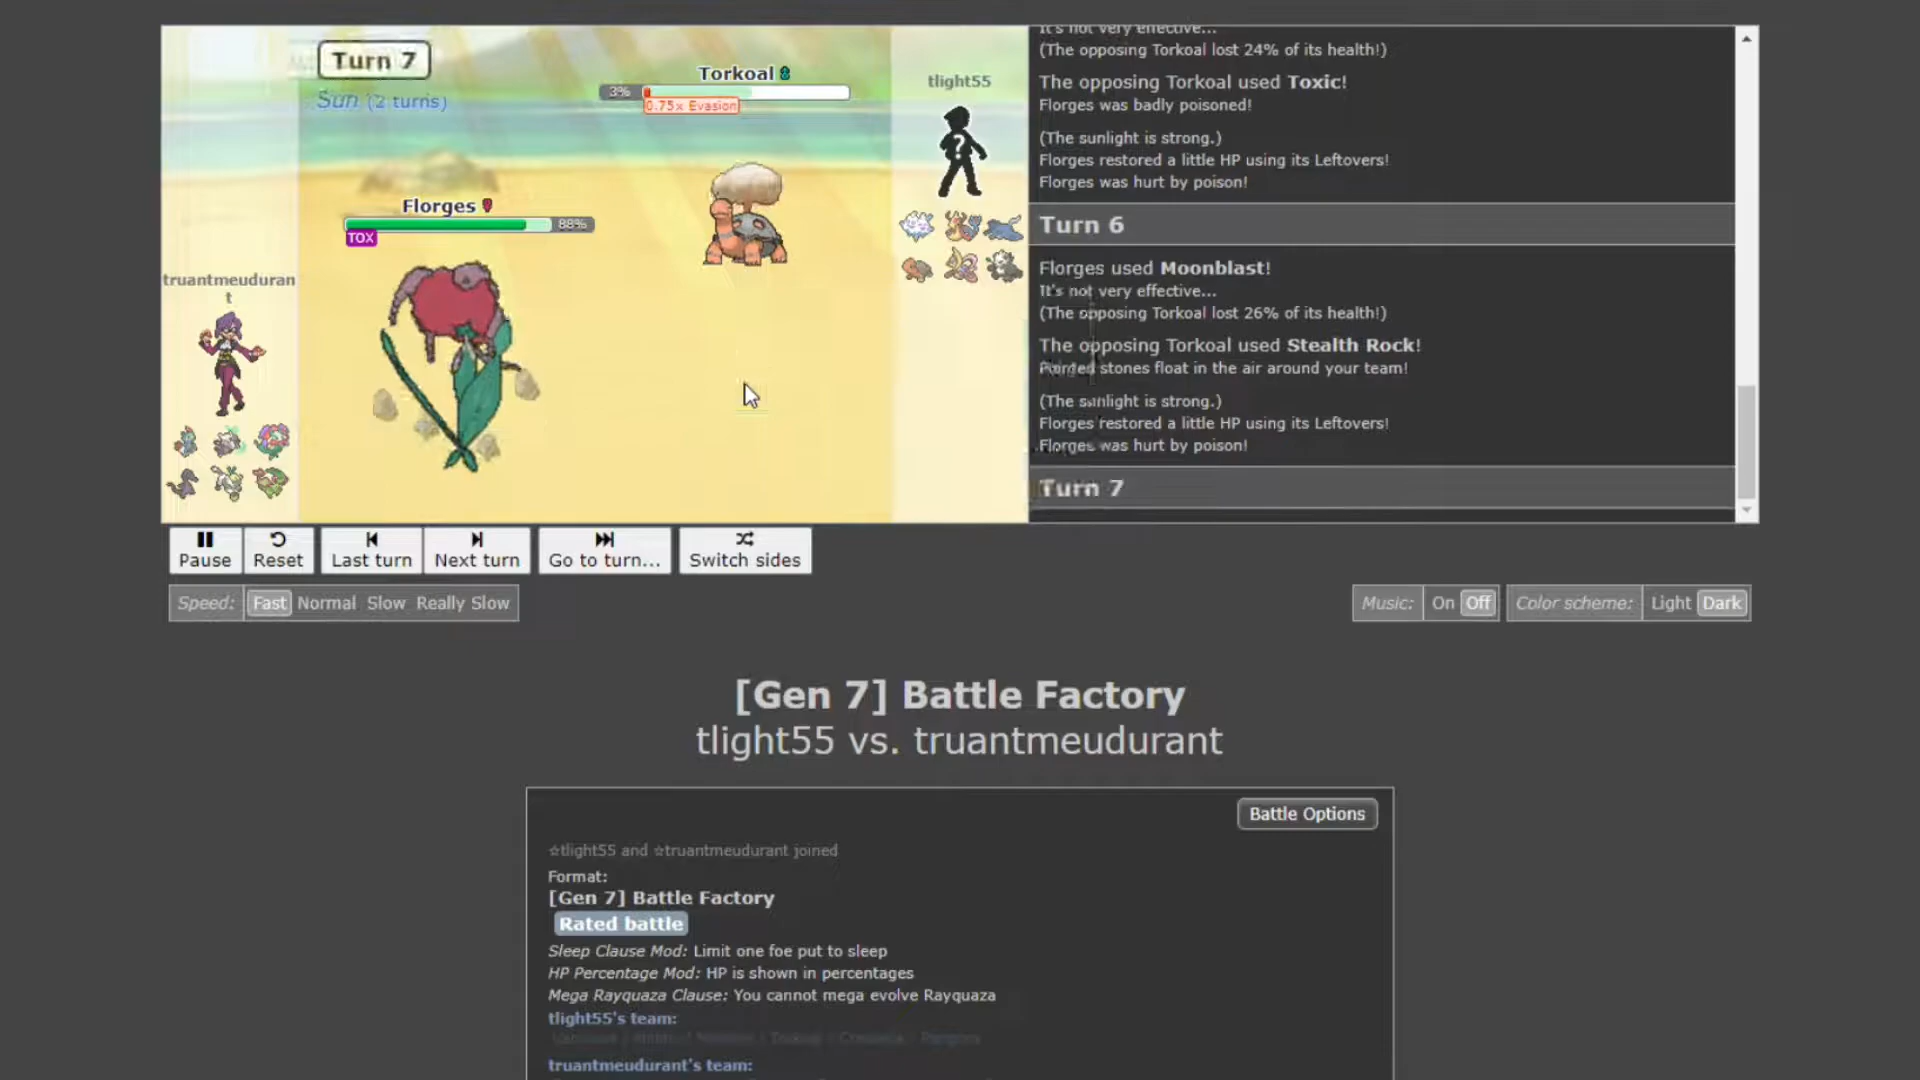 Turn 7
Sun (2 turns)
Torkoal
3%
0.75x Evasion
Florges
88%
TOX
truantmeuduran
t
tlight55
It's not very effective...
(The opposing Torkoal lost 24% of its health!)
The opposing Torkoal used Toxic!
Florges was badly poisoned!
(The sunlight is strong.)
Florges restored a little HP using its Leftovers!
Florges was hurt by poison!
Turn 6
Florges used Moonblast!
It's not very effective...
(The opposing Torkoal lost 26% of its health!)
The opposing Torkoal used Stealth Rock!
Pointed stones float in the air around your team!
(The sunlight is strong.)
Florges restored a little HP using its Leftovers!
Florges was hurt by poison!
Turn 7
Pause
Reset
Last turn
Next turn
Go to turn...
Switch sides
Speed: Fast Normal Slow Really Slow
Music: On Off
Color scheme: Light Dark
[Gen 7] Battle Factory
tlight55 vs. truantmeudurant
Battle Options
☆tlight55 and ☆truantmeudurant joined
Format:
[Gen 7] Battle Factory
Rated battle
Sleep Clause Mod: Limit one foe put to sleep
HP Percentage Mod: HP is shown in percentages
Mega Rayquaza Clause: You cannot mega evolve Rayquaza
tlight55's team:
truantmeudurant's team: